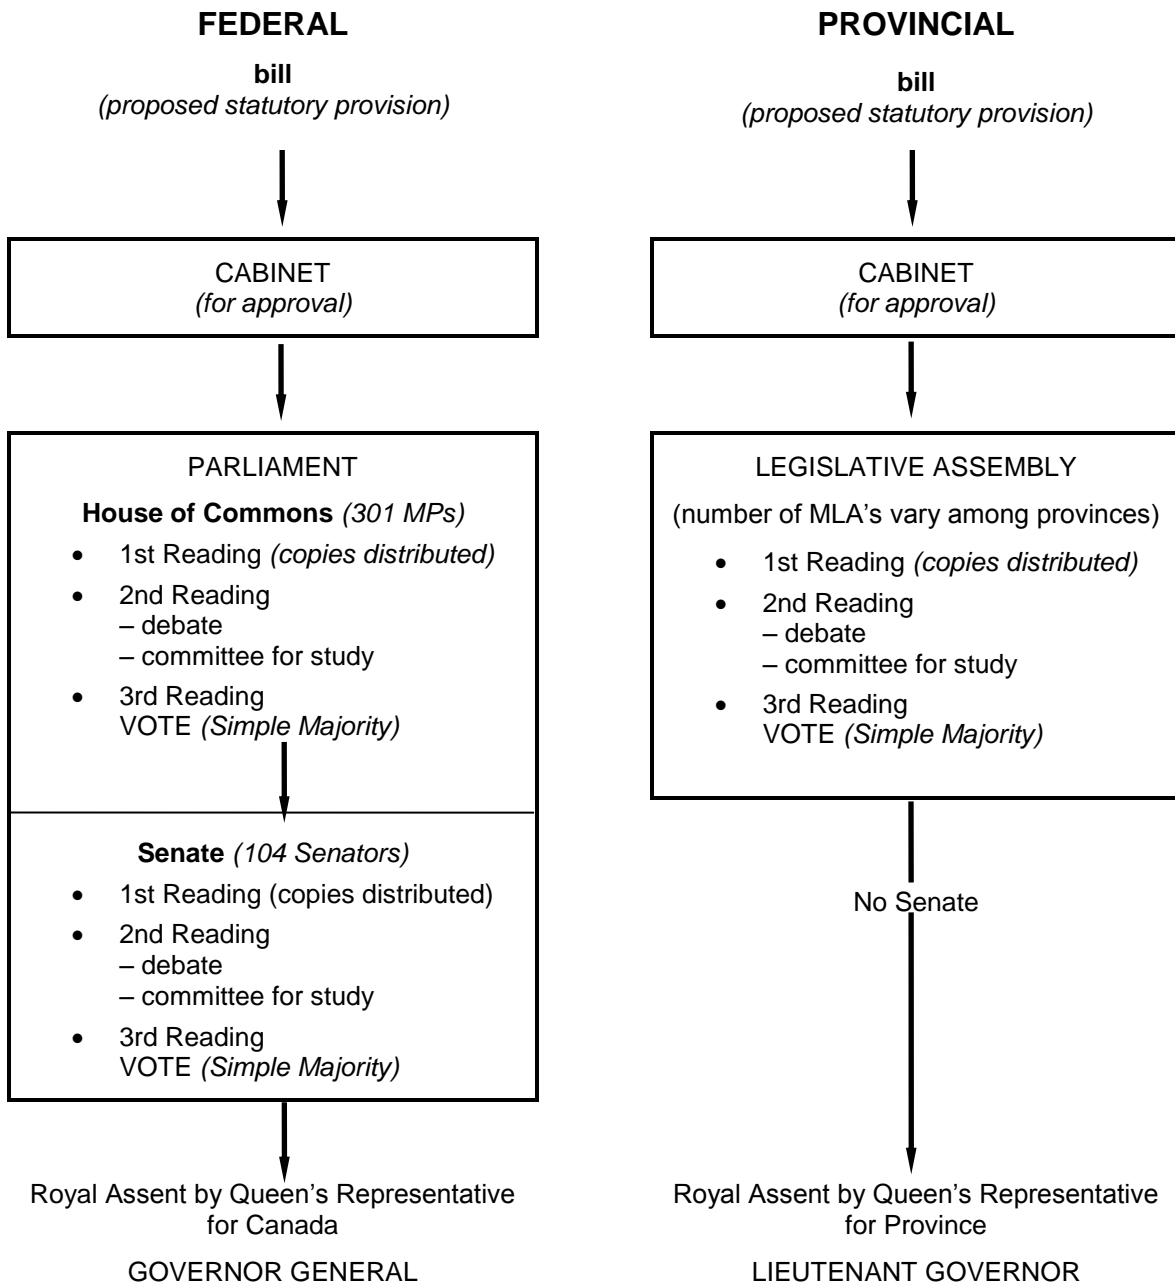 FEDERAL
bill
(proposed statutory provision)
CABINET
(for approval)
PARLIAMENT
House of Commons (301 MPs)
• 1st Reading (copies distributed)
• 2nd Reading
– debate
– committee for study
• 3rd Reading
VOTE (Simple Majority)
Senate (104 Senators)
• 1st Reading (copies distributed)
• 2nd Reading
– debate
– committee for study
• 3rd Reading
VOTE (Simple Majority)
Royal Assent by Queen's Representative
for Canada
GOVERNOR GENERAL
PROVINCIAL
bill
(proposed statutory provision)
CABINET
(for approval)
LEGISLATIVE ASSEMBLY
(number of MLA's vary among provinces)
• 1st Reading (copies distributed)
• 2nd Reading
– debate
– committee for study
• 3rd Reading
VOTE (Simple Majority)
No Senate
Royal Assent by Queen's Representative
for Province
LIEUTENANT GOVERNOR